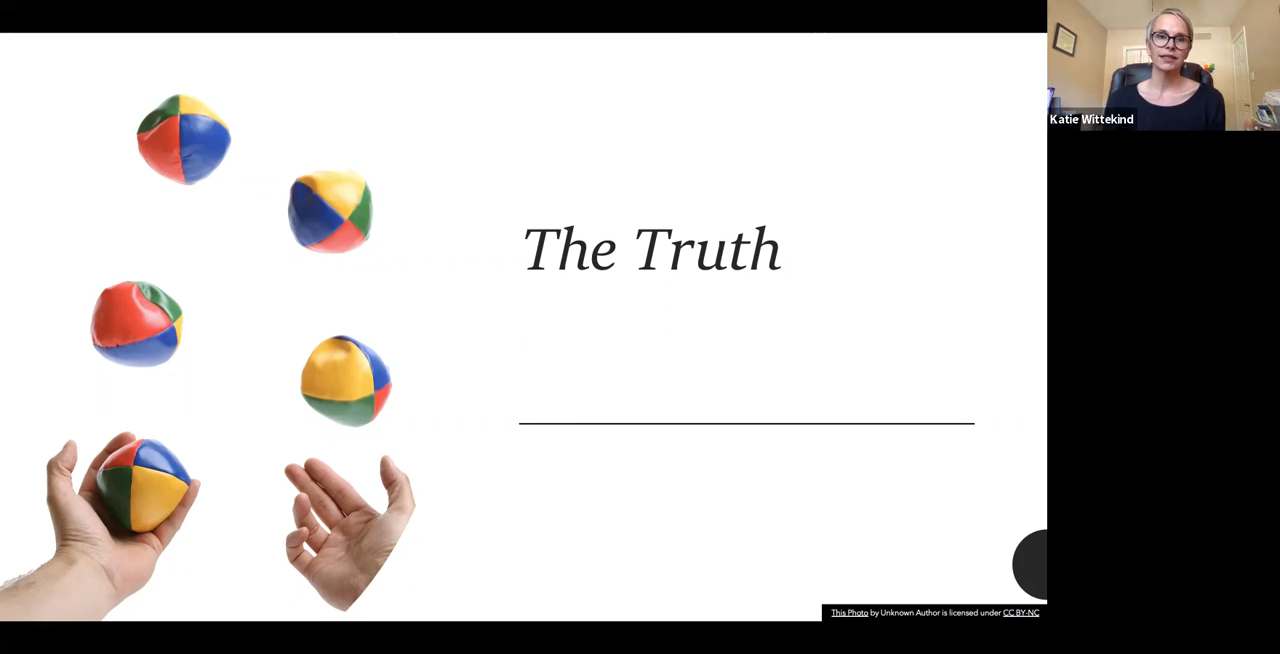 Katie Wittekind
The Truth
This Photo by Unknown Author is licensed under CC BY-NC